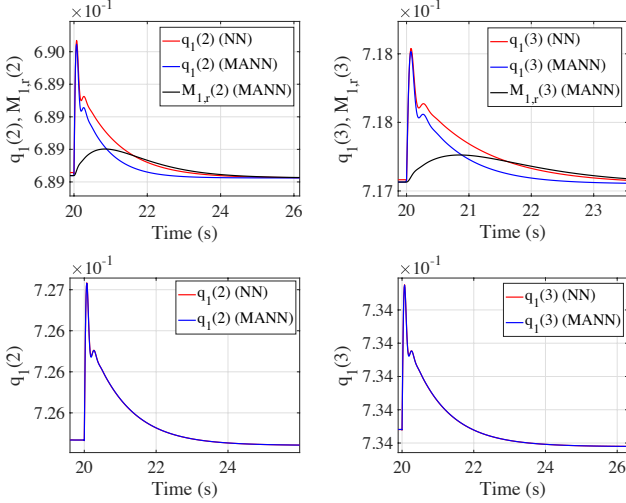 ×10⁻¹
6.90
6.89
6.89
6.89
6.89
q₁(2), M₁,ᵣ(2)
q₁(2) (NN)
q₁(2) (MANN)
M₁,ᵣ(2) (MANN)
20 22 24 26
Time (s)
×10⁻¹
7.18
7.18
7.17
q₁(3), M₁,ᵣ(3)
q₁(3) (NN)
q₁(3) (MANN)
M₁,ᵣ(3) (MANN)
20 21 22 23
Time (s)
×10⁻¹
7.27
7.26
7.26
7.26
q₁(2)
q₁(2) (NN)
q₁(2) (MANN)
20 22 24
Time (s)
×10⁻¹
7.34
7.34
7.34
7.34
7.34
q₁(3)
q₁(3) (NN)
q₁(3) (MANN)
20 22 24 26
Time (s)